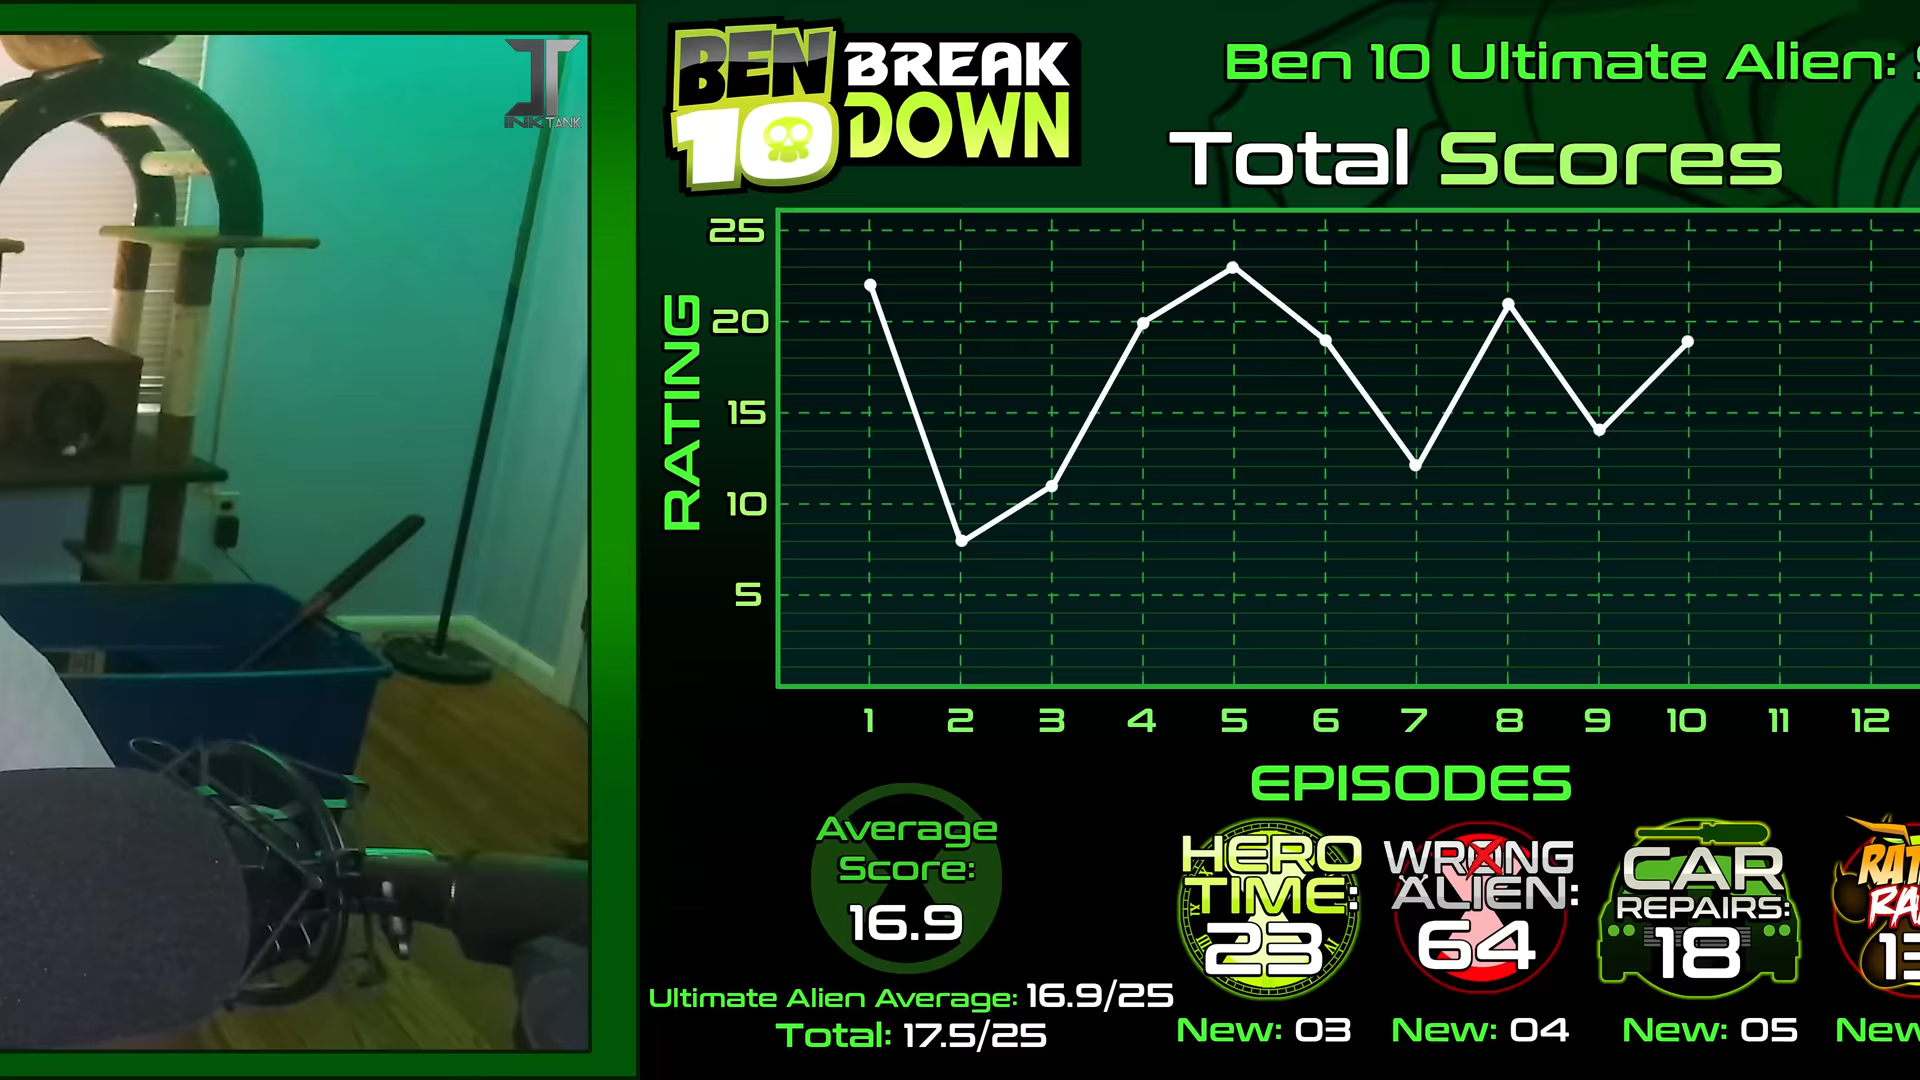 INKTANK
BEN 10
BREAK DOWN
Ben 10 Ultimate Alien:
Total Scores
RATING
25
20
15
10
5
1 2 3 4 5 6 7 8 9 10 11 12
EPISODES
Average
Score:
16.9
Ultimate Alien Average: 16.9/25
Total: 17.5/25
HERO
TIME:
23
New: 03
WRONG
ALIEN:
64
New: 04
CAR
REPAIRS:
18
New: 05